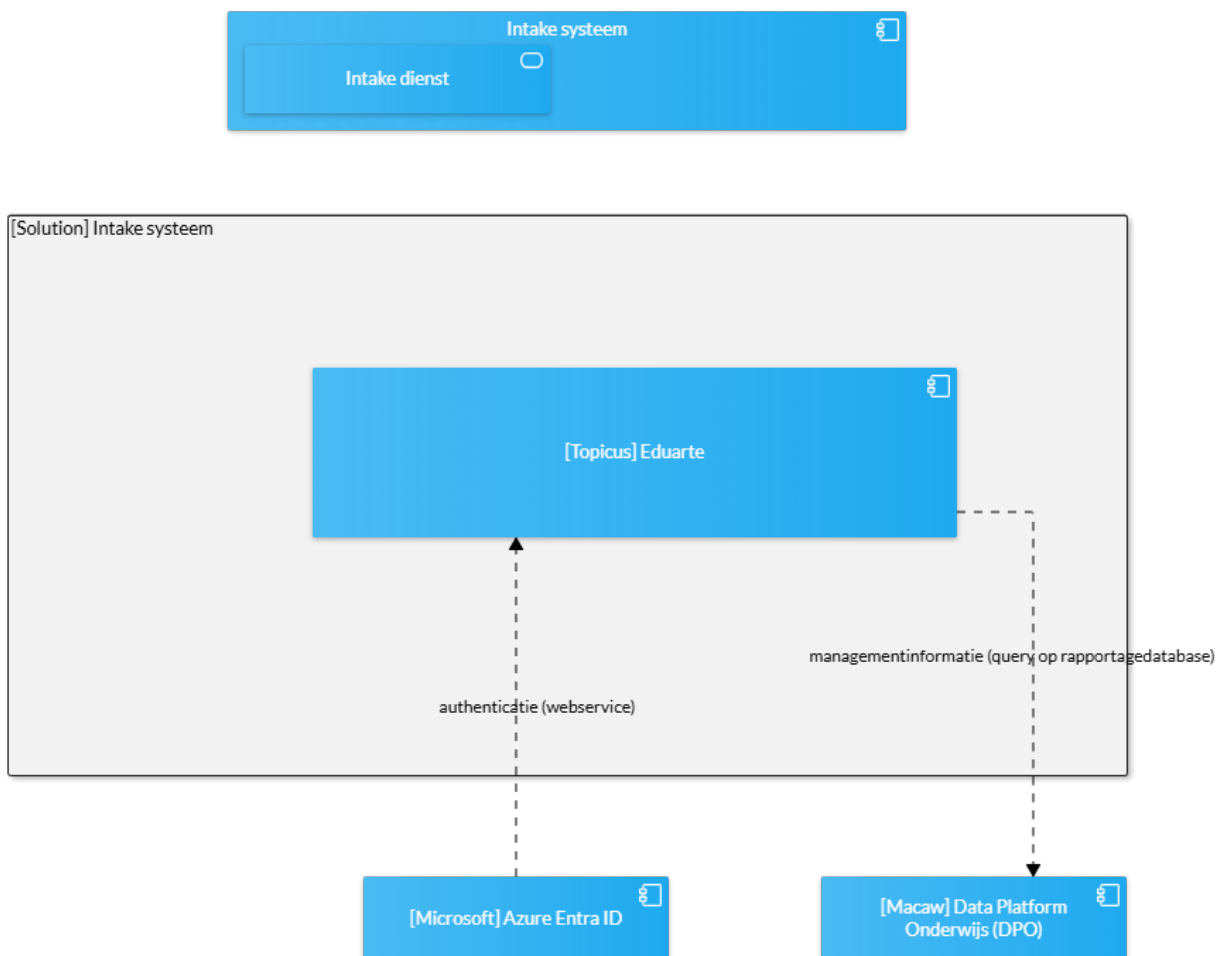 Intake systeem
Intake dienst
[Solution] Intake systeem
[Topicus] Eduarte
managementinformatie (query op rapportagedatabase)
authenticatie (webservice)
[Microsoft] Azure Entra ID
[Macaw] Data Platform
Onderwijs (DPO)